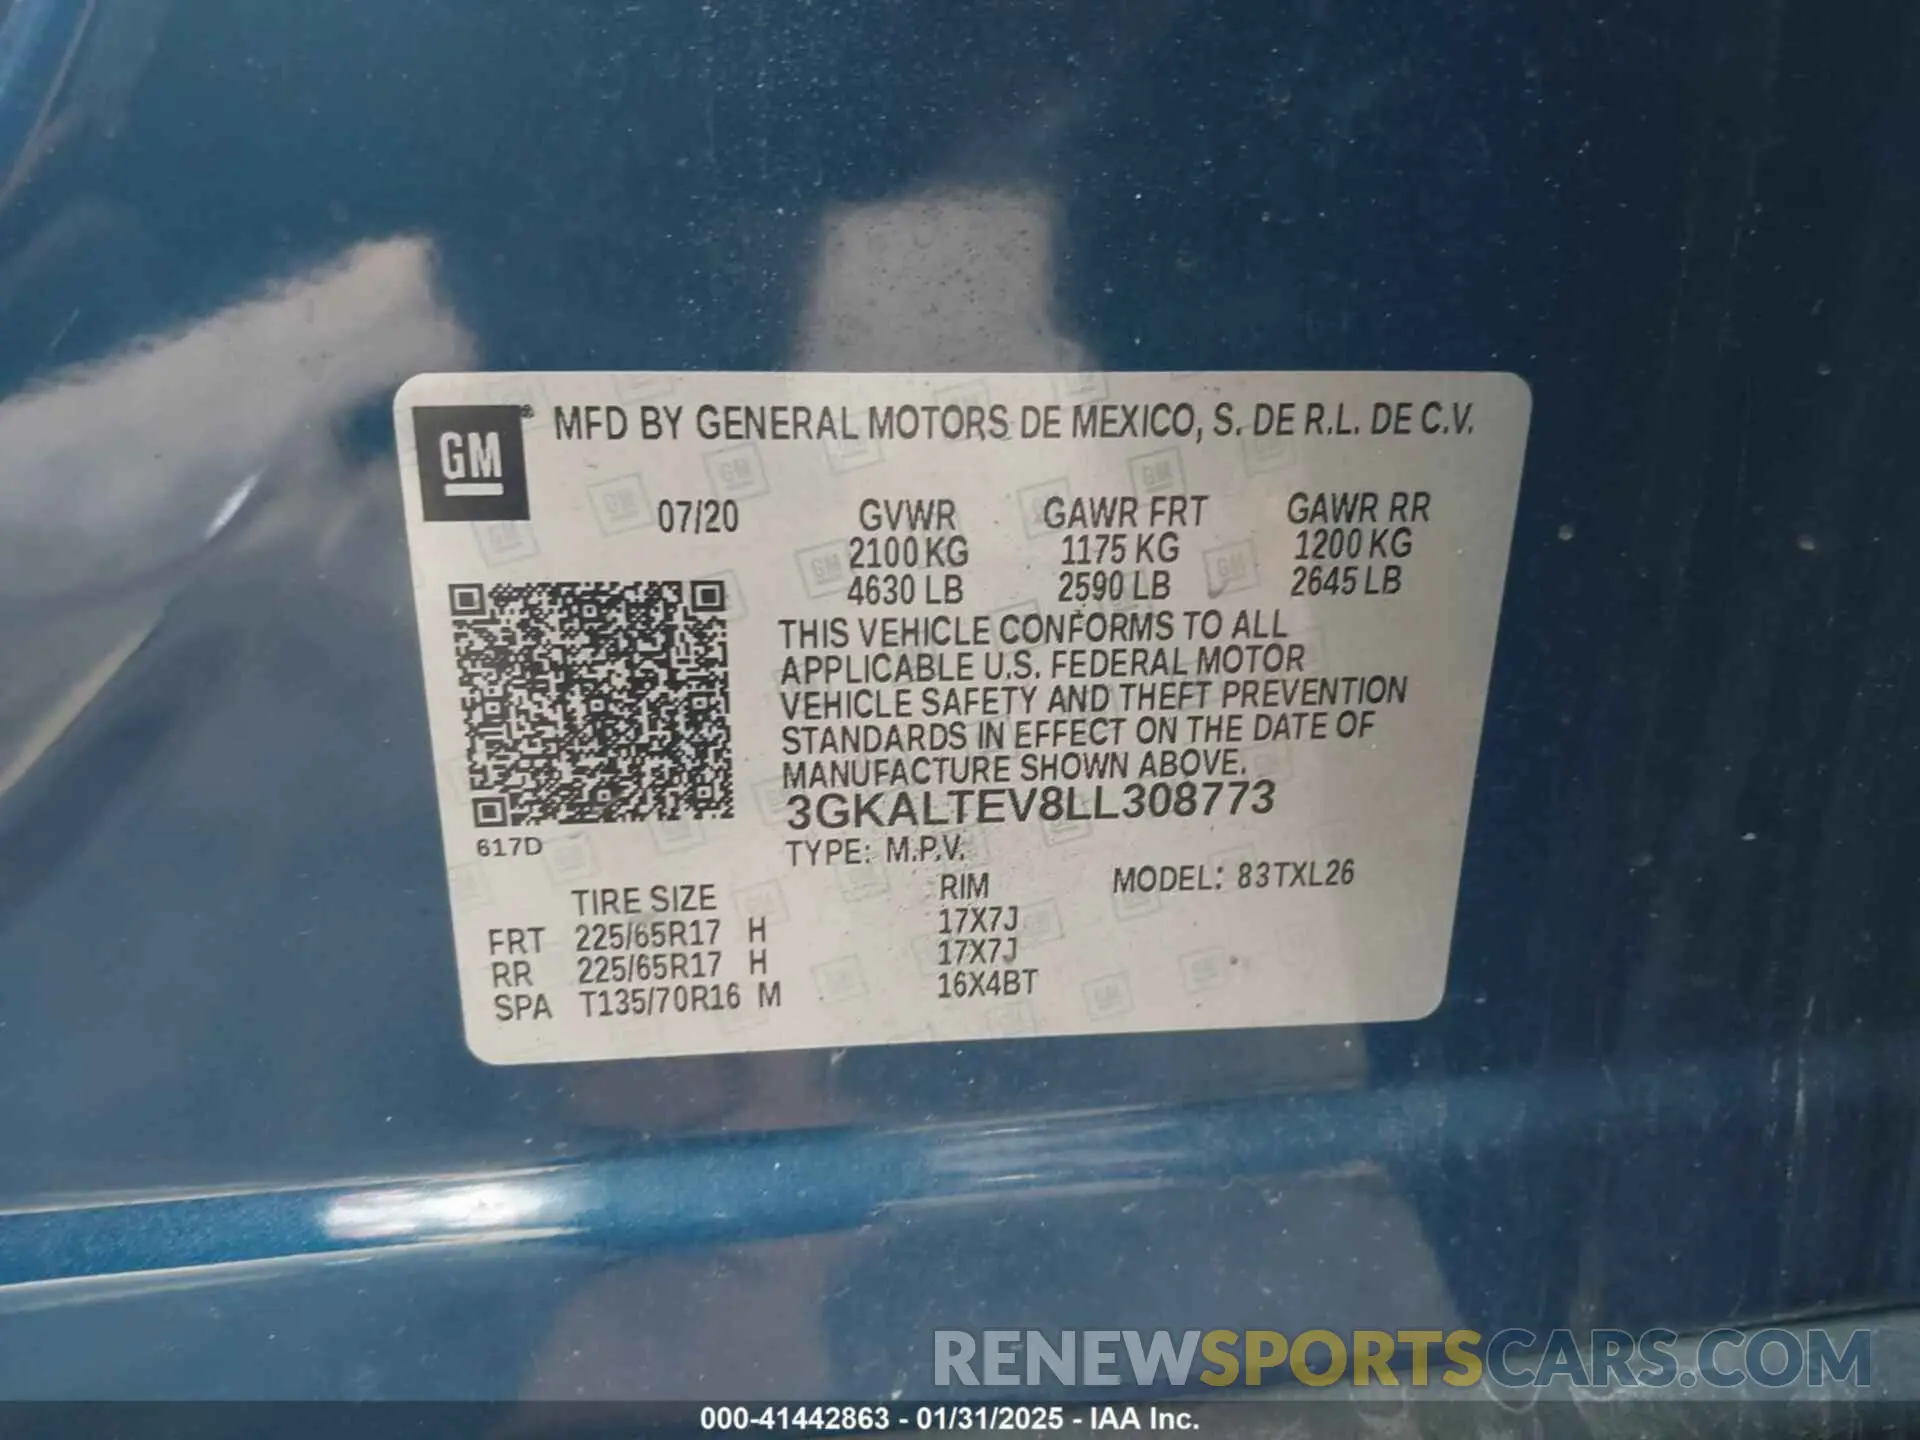 GM® MFD BY GENERAL MOTORS DE MEXICO, S. DE R.L. DE C.V.
07/20 GVWR GAWR FRT GAWR RR
2100 KG 1175 KG 1200 KG
4630 LB 2590 LB 2645 LB
THIS VEHICLE CONFORMS TO ALL
APPLICABLE U.S. FEDERAL MOTOR
VEHICLE SAFETY AND THEFT PREVENTION
STANDARDS IN EFFECT ON THE DATE OF
MANUFACTURE SHOWN ABOVE.
3GKALTEV8LL308773
617D TYPE: M.P.V.
TIRE SIZE RIM MODEL: 83TXL26
FRT 225/65R17 H 17X7J
RR 225/65R17 H 17X7J
SPA T135/70R16 M 16X4BT
RENEWSPORTSCARS.COM
000-41442863 - 01/31/2025 - IAA Inc.